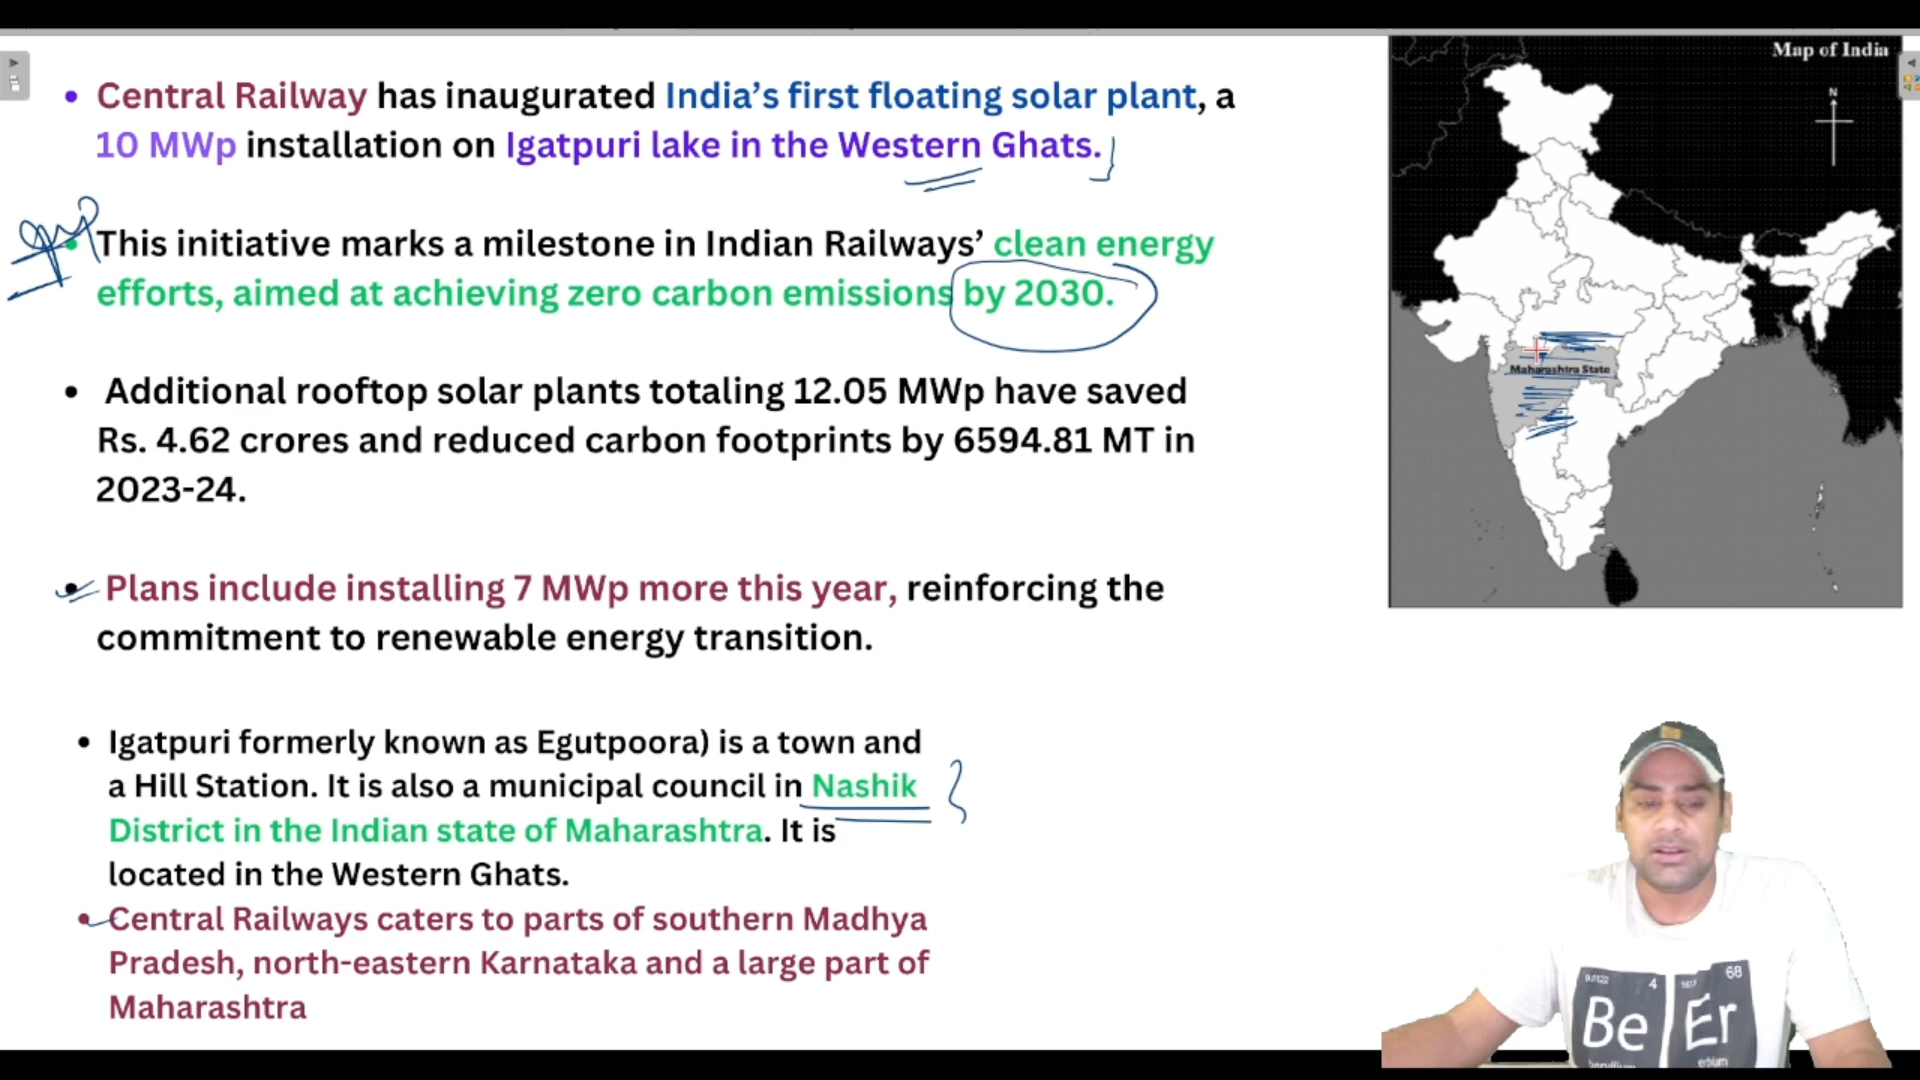 • Central Railway has inaugurated India’s first floating solar plant, a
10 MWp installation on Igatpuri lake in the Western Ghats.
• This initiative marks a milestone in Indian Railways’ clean energy
efforts, aimed at achieving zero carbon emissions by 2030.
• Additional rooftop solar plants totaling 12.05 MWp have saved
Rs. 4.62 crores and reduced carbon footprints by 6594.81 MT in
2023-24.
• Plans include installing 7 MWp more this year, reinforcing the
commitment to renewable energy transition.
• Igatpuri formerly known as Egutpoora) is a town and
a Hill Station. It is also a municipal council in Nashik
District in the Indian state of Maharashtra. It is
located in the Western Ghats.
• Central Railways caters to parts of southern Madhya
Pradesh, north-eastern Karnataka and a large part of
Maharashtra
Map of India
N
Maharashtra State
4
68
Be Er
erbium